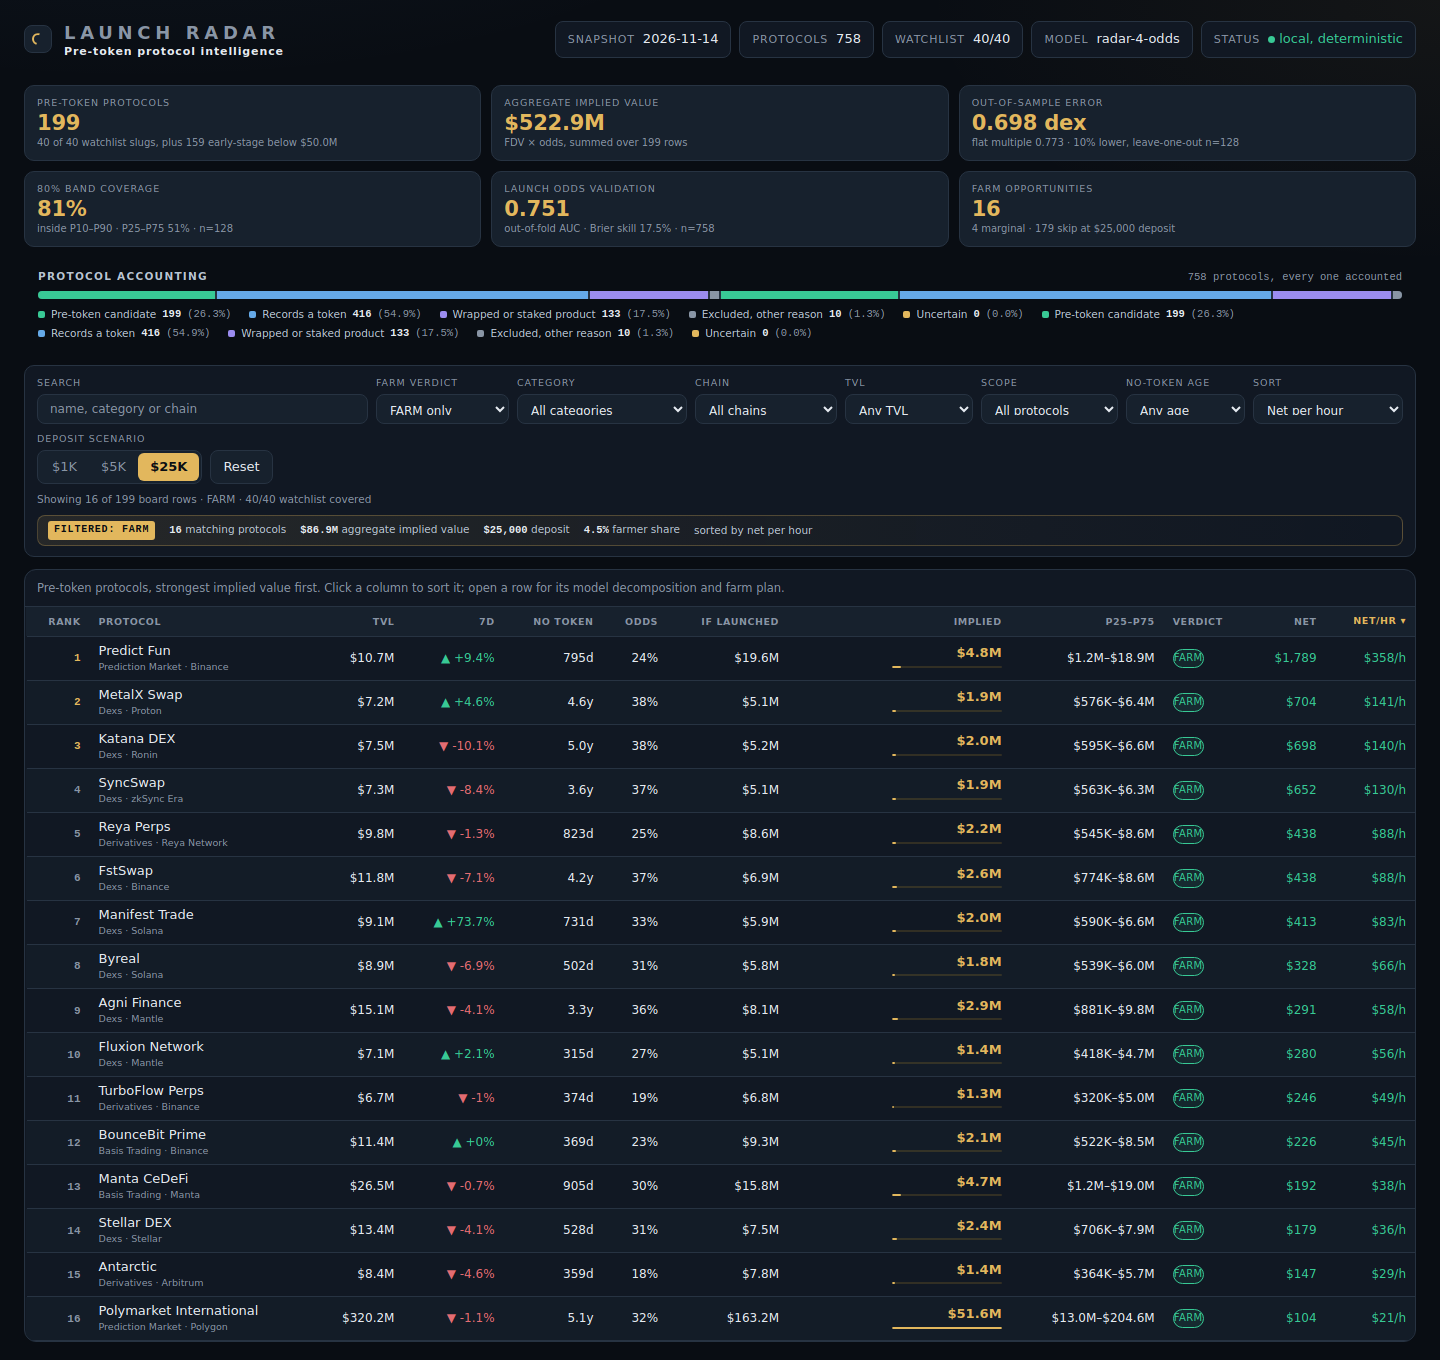 LAUNCH RADAR
Pre-token protocol intelligence
SNAPSHOT 2026-11-14
PROTOCOLS 758
WATCHLIST 40/40
MODEL radar-4-odds
STATUS local, deterministic
PRE-TOKEN PROTOCOLS
199
40 of 40 watchlist slugs, plus 159 early-stage below $50.0M
AGGREGATE IMPLIED VALUE
$522.9M
FDV × odds, summed over 199 rows
OUT-OF-SAMPLE ERROR
0.698 dex
flat multiple 0.773 · 10% lower, leave-one-out n=128
80% BAND COVERAGE
81%
inside P10–P90 · P25–P75 51% · n=128
LAUNCH ODDS VALIDATION
0.751
out-of-fold AUC · Brier skill 17.5% · n=758
FARM OPPORTUNITIES
16
4 marginal · 179 skip at $25,000 deposit
PROTOCOL ACCOUNTING
758 protocols, every one accounted
Pre-token candidate 199 (26.3%) Records a token 416 (54.9%) Wrapped or staked product 133 (17.5%) Excluded, other reason 10 (1.3%) Uncertain 0 (0.0%) Pre-token candidate 199 (26.3%)
Records a token 416 (54.9%) Wrapped or staked product 133 (17.5%) Excluded, other reason 10 (1.3%) Uncertain 0 (0.0%)
SEARCH FARM VERDICT CATEGORY CHAIN TVL SCOPE NO-TOKEN AGE SORT
name, category or chain FARM only All categories All chains Any TVL All protocols Any age Net per hour
DEPOSIT SCENARIO
$1K $5K $25K Reset
Showing 16 of 199 board rows · FARM · 40/40 watchlist covered
FILTERED: FARM 16 matching protocols $86.9M aggregate implied value $25,000 deposit 4.5% farmer share sorted by net per hour
Pre-token protocols, strongest implied value first. Click a column to sort it; open a row for its model decomposition and farm plan.
RANK PROTOCOL TVL 7D NO TOKEN ODDS IF LAUNCHED IMPLIED P25–P75 VERDICT NET NET/HR ▾
1 Predict Fun $10.7M ▲ +9.4% 795d 24% $19.6M $4.8M $1.2M–$18.9M FARM $1,789 $358/h
Prediction Market · Binance
2 MetalX Swap $7.2M ▲ +4.6% 4.6y 38% $5.1M $1.9M $576K–$6.4M FARM $704 $141/h
Dexs · Proton
3 Katana DEX $7.5M ▼ -10.1% 5.0y 38% $5.2M $2.0M $595K–$6.6M FARM $698 $140/h
Dexs · Ronin
4 SyncSwap $7.3M ▼ -8.4% 3.6y 37% $5.1M $1.9M $563K–$6.3M FARM $652 $130/h
Dexs · zkSync Era
5 Reya Perps $9.8M ▼ -1.3% 823d 25% $8.6M $2.2M $545K–$8.6M FARM $438 $88/h
Derivatives · Reya Network
6 FstSwap $11.8M ▼ -7.1% 4.2y 37% $6.9M $2.6M $774K–$8.6M FARM $438 $88/h
Dexs · Binance
7 Manifest Trade $9.1M ▲ +73.7% 731d 33% $5.9M $2.0M $590K–$6.6M FARM $413 $83/h
Dexs · Solana
8 Byreal $8.9M ▼ -6.9% 502d 31% $5.8M $1.8M $539K–$6.0M FARM $328 $66/h
Dexs · Solana
9 Agni Finance $15.1M ▼ -4.1% 3.3y 36% $8.1M $2.9M $881K–$9.8M FARM $291 $58/h
Dexs · Mantle
10 Fluxion Network $7.1M ▲ +2.1% 315d 27% $5.1M $1.4M $418K–$4.7M FARM $280 $56/h
Dexs · Mantle
11 TurboFlow Perps $6.7M ▼ -1% 374d 19% $6.8M $1.3M $320K–$5.0M FARM $246 $49/h
Derivatives · Binance
12 BounceBit Prime $11.4M ▲ +0% 369d 23% $9.3M $2.1M $522K–$8.5M FARM $226 $45/h
Basis Trading · Binance
13 Manta CeDeFi $26.5M ▼ -0.7% 905d 30% $15.8M $4.7M $1.2M–$19.0M FARM $192 $38/h
Basis Trading · Manta
14 Stellar DEX $13.4M ▼ -4.1% 528d 31% $7.5M $2.4M $706K–$7.9M FARM $179 $36/h
Dexs · Stellar
15 Antarctic $8.4M ▼ -4.6% 359d 18% $7.8M $1.4M $364K–$5.7M FARM $147 $29/h
Derivatives · Arbitrum
16 Polymarket International $320.2M ▼ -1.1% 5.1y 32% $163.2M $51.6M $13.0M–$204.6M FARM $104 $21/h
Prediction Market · Polygon